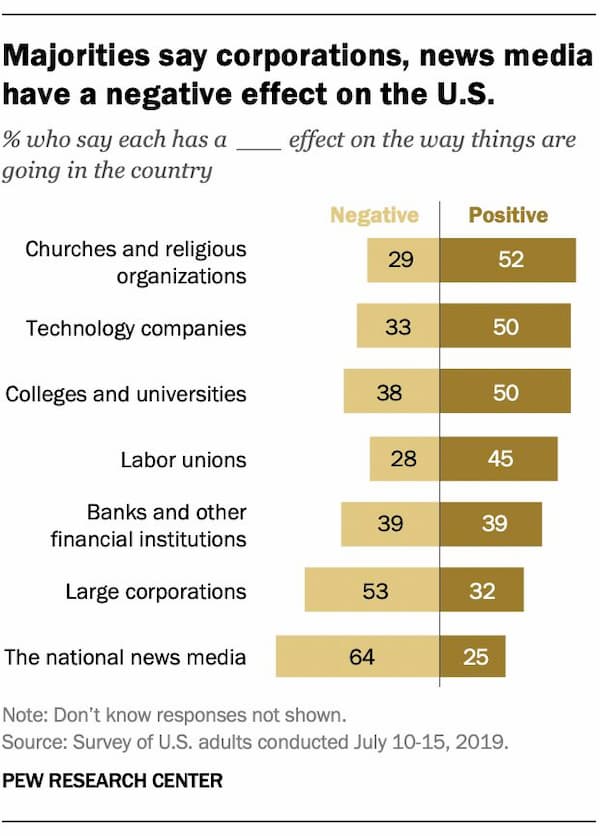 Majorities say corporations, news media
have a negative effect on the U.S.
% who say each has a ____ effect on the way things are
going in the country
Negative Positive
Churches and religious
organizations 29 52
Technology companies 33 50
Colleges and universities 38 50
Labor unions 28 45
Banks and other
financial institutions 39 39
Large corporations 53 32
The national news media 64 25
Note: Don’t know responses not shown.
Source: Survey of U.S. adults conducted July 10-15, 2019.
PEW RESEARCH CENTER